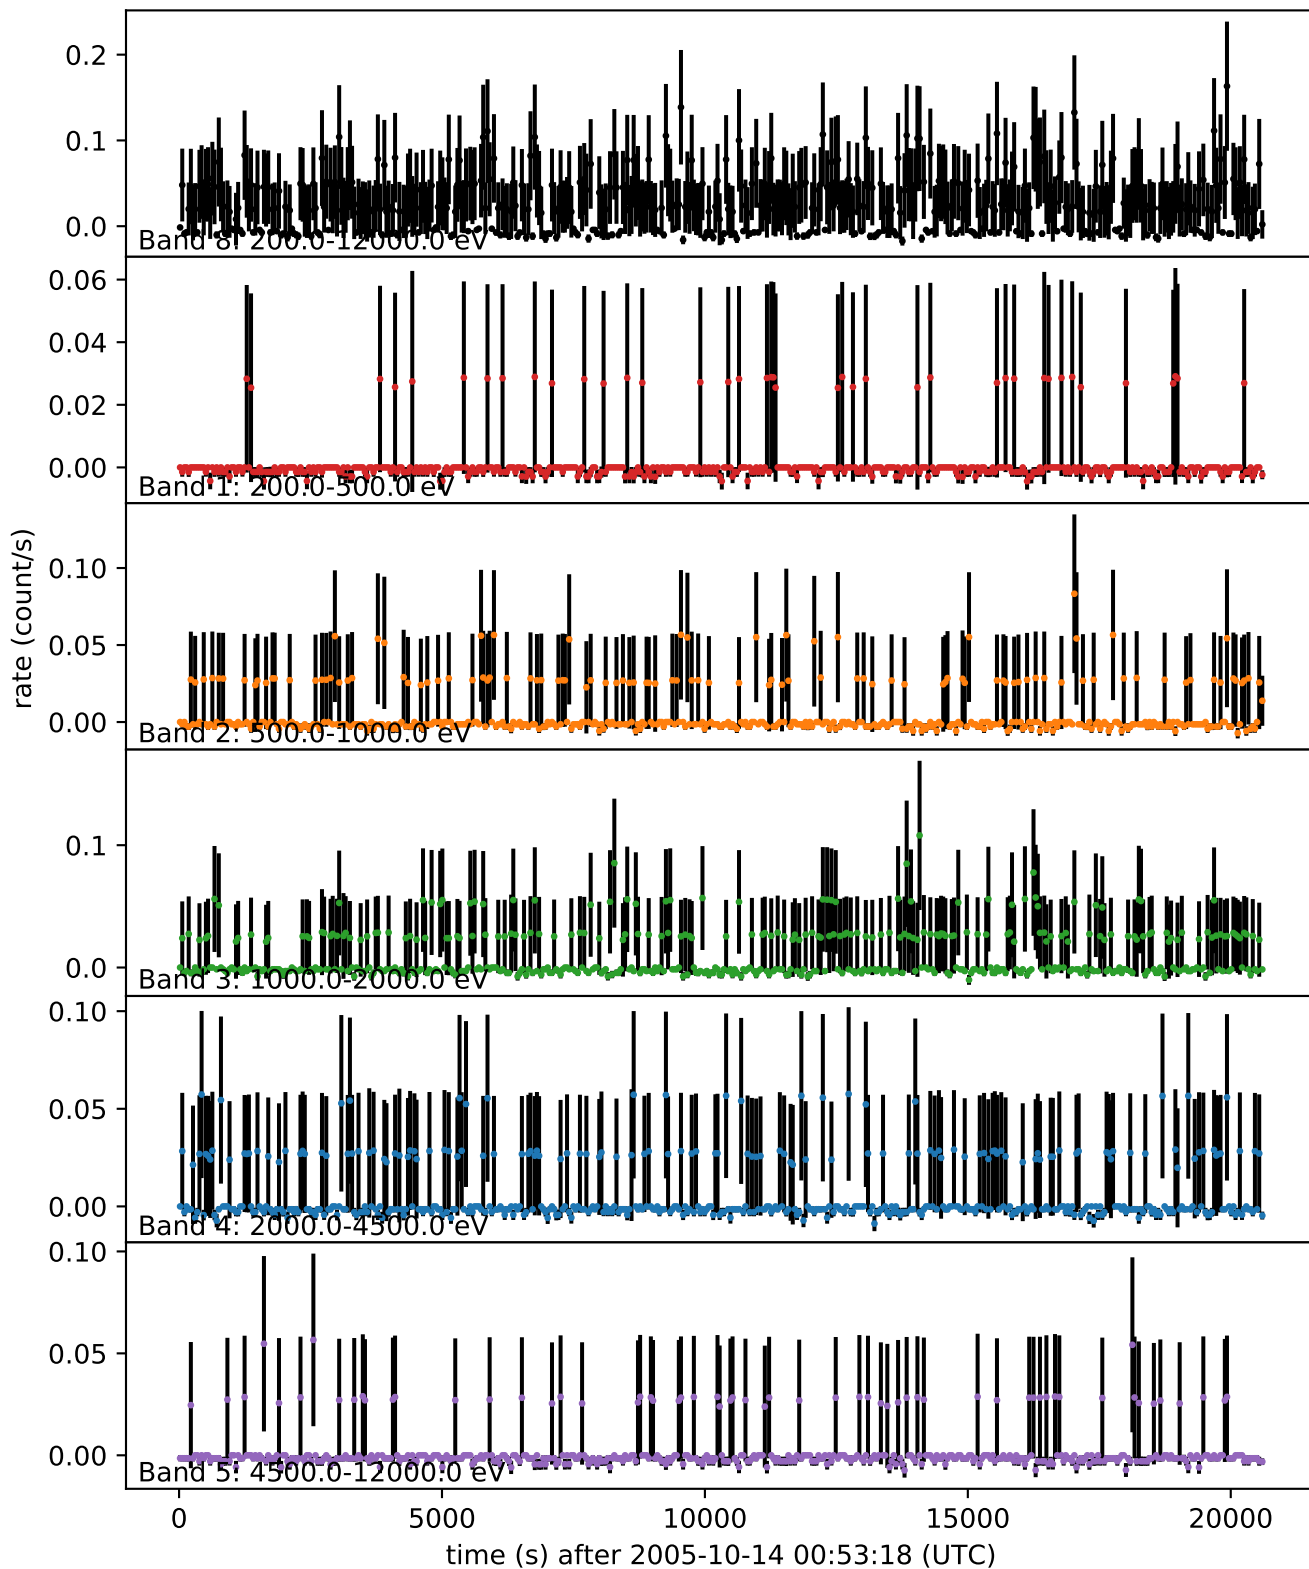 0.2
0.1
0.0
Band 8: 200.0-12000.0 eV
0.06
0.04
0.02
0.00
Band 1: 200.0-500.0 eV
rate (count/s)
0.10
0.05
0.00
Band 2: 500.0-1000.0 eV
0.1
0.0
Band 3: 1000.0-2000.0 eV
0.10
0.05
0.00
Band 4: 2000.0-4500.0 eV
0.10
0.05
0.00
Band 5: 4500.0-12000.0 eV
0 5000 10000 15000 20000
time (s) after 2005-10-14 00:53:18 (UTC)